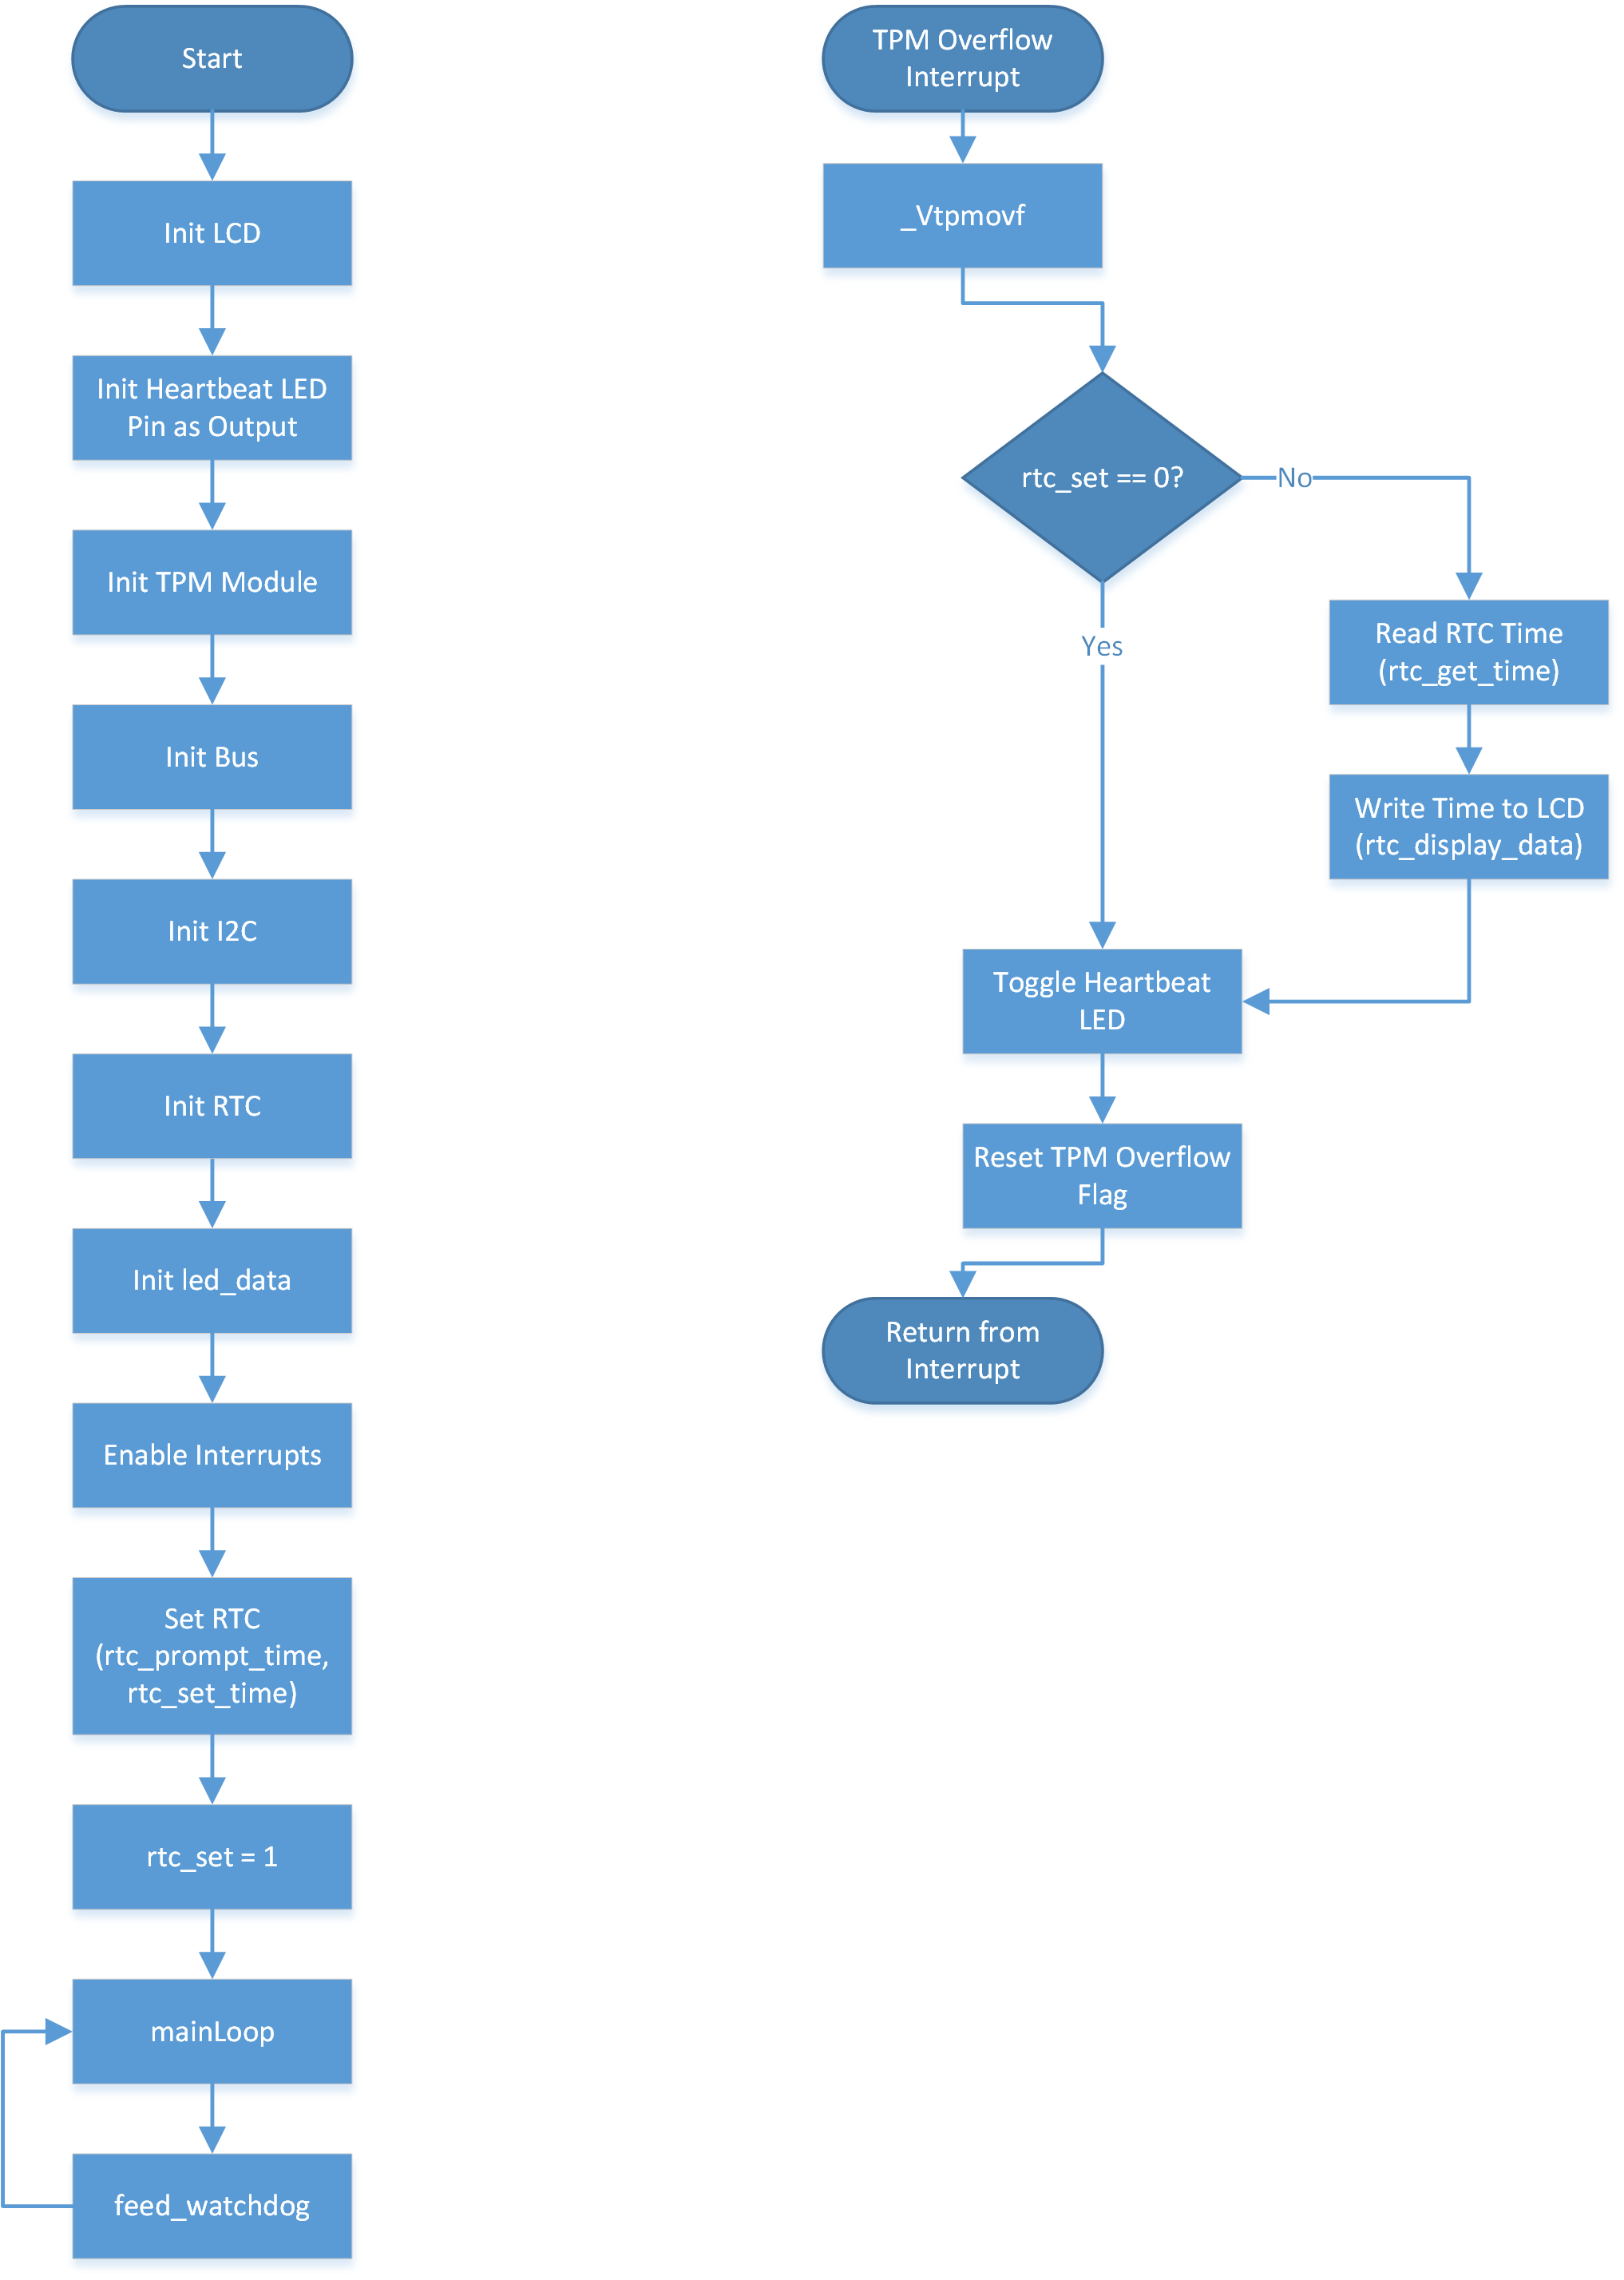 Start
Init LCD
Init Heartbeat LED
Pin as Output
Init TPM Module
Init Bus
Init I2C
Init RTC
Init led_data
Enable Interrupts
Set RTC
(rtc_prompt_time,
rtc_set_time)
rtc_set = 1
mainLoop
feed_watchdog
TPM Overflow
Interrupt
_Vtpmovf
rtc_set == 0?
No
Yes
Read RTC Time
(rtc_get_time)
Write Time to LCD
(rtc_display_data)
Toggle Heartbeat
LED
Reset TPM Overflow
Flag
Return from
Interrupt